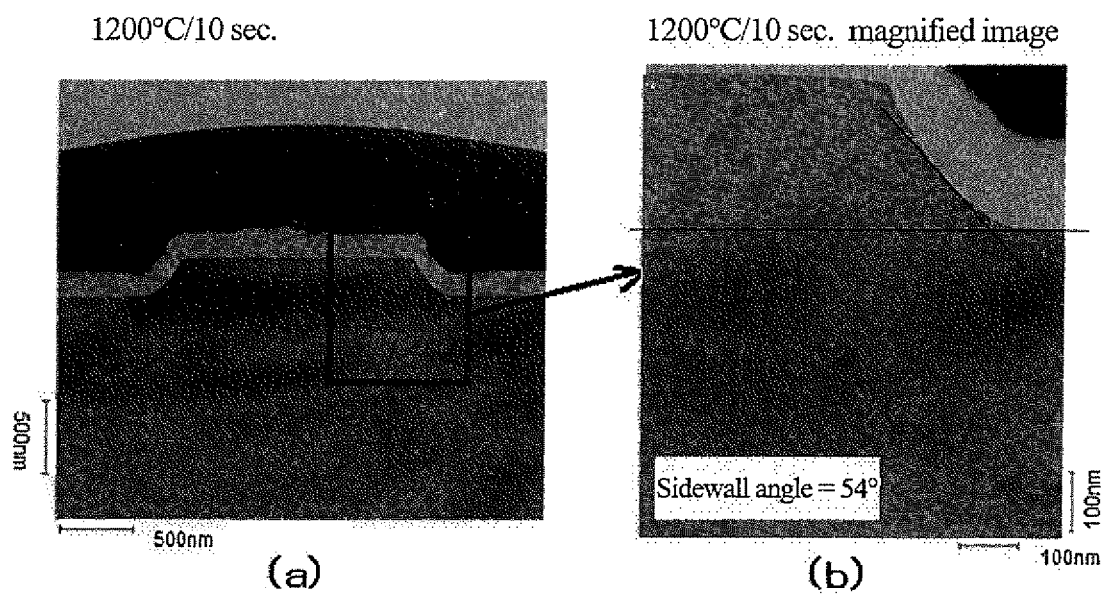 1200°C/10 sec.
1200°C/10 sec. magnified image
500nm
500nm
(a)
Sidewall angle = 54°
100nm
100nm
(b)